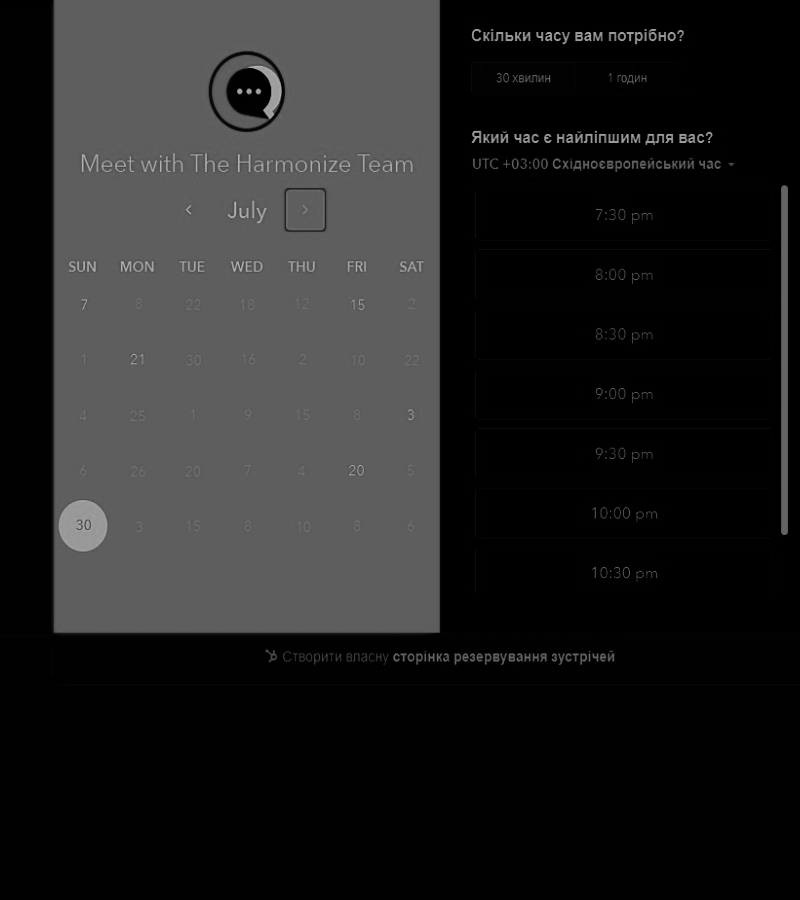 Meet with The Harmonize Team
July
SUN MON TUE WED THU FRI SAT
7 8 22 18 12 15 2
1 21 30 16 2 10 22
4 25 1 9 15 8 3
6 26 20 7 4 20 5
30 3 15 8 10 8 6
Скільки часу вам потрібно?
30 хвилин 1 годин
Який час є найліпшим для вас?
UTC +03:00 Східноєвропейський час
7:30 pm
8:00 pm
8:30 pm
9:00 pm
9:30 pm
10:00 pm
10:30 pm
Створити власну сторінка резервування зустрічей